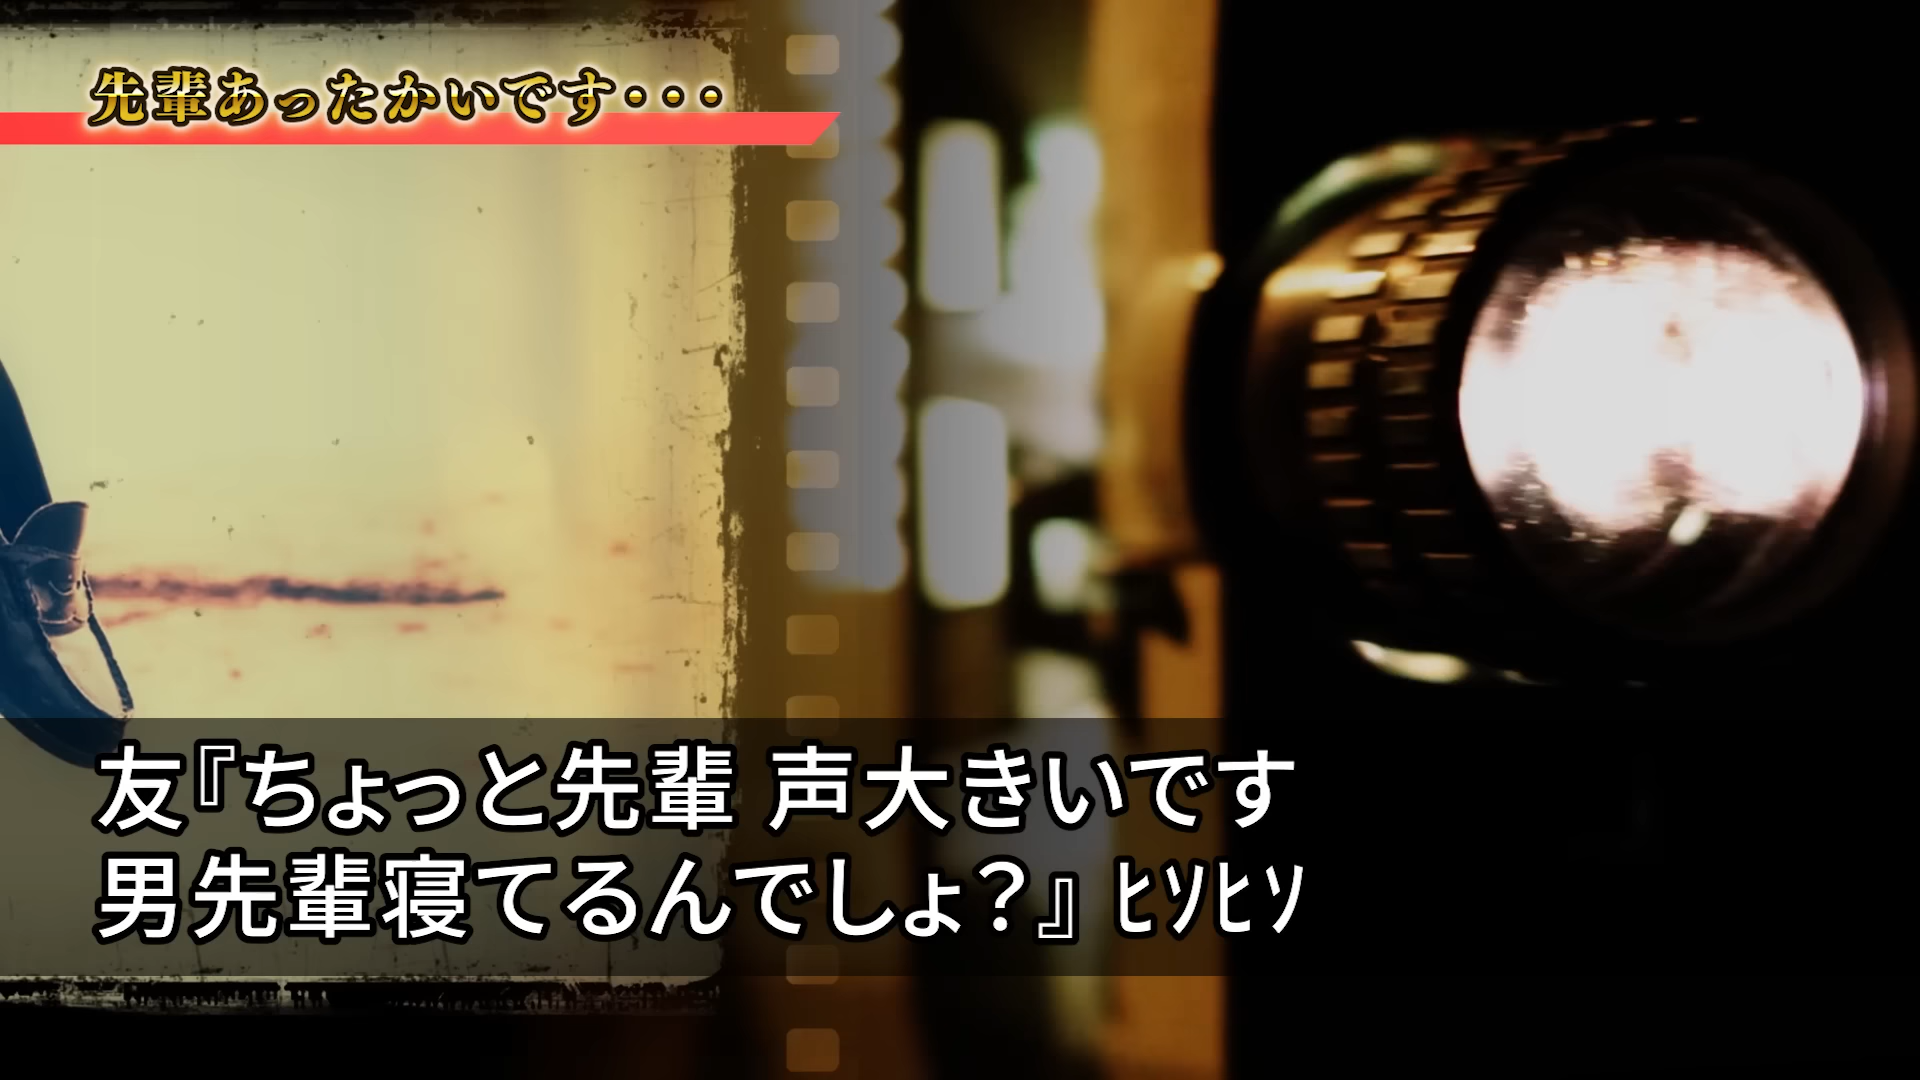 先輩あったかいです・・・
友『ちょっと先輩 声大きいです
男先輩寝てるんでしょ？』ﾋｿﾋｿ